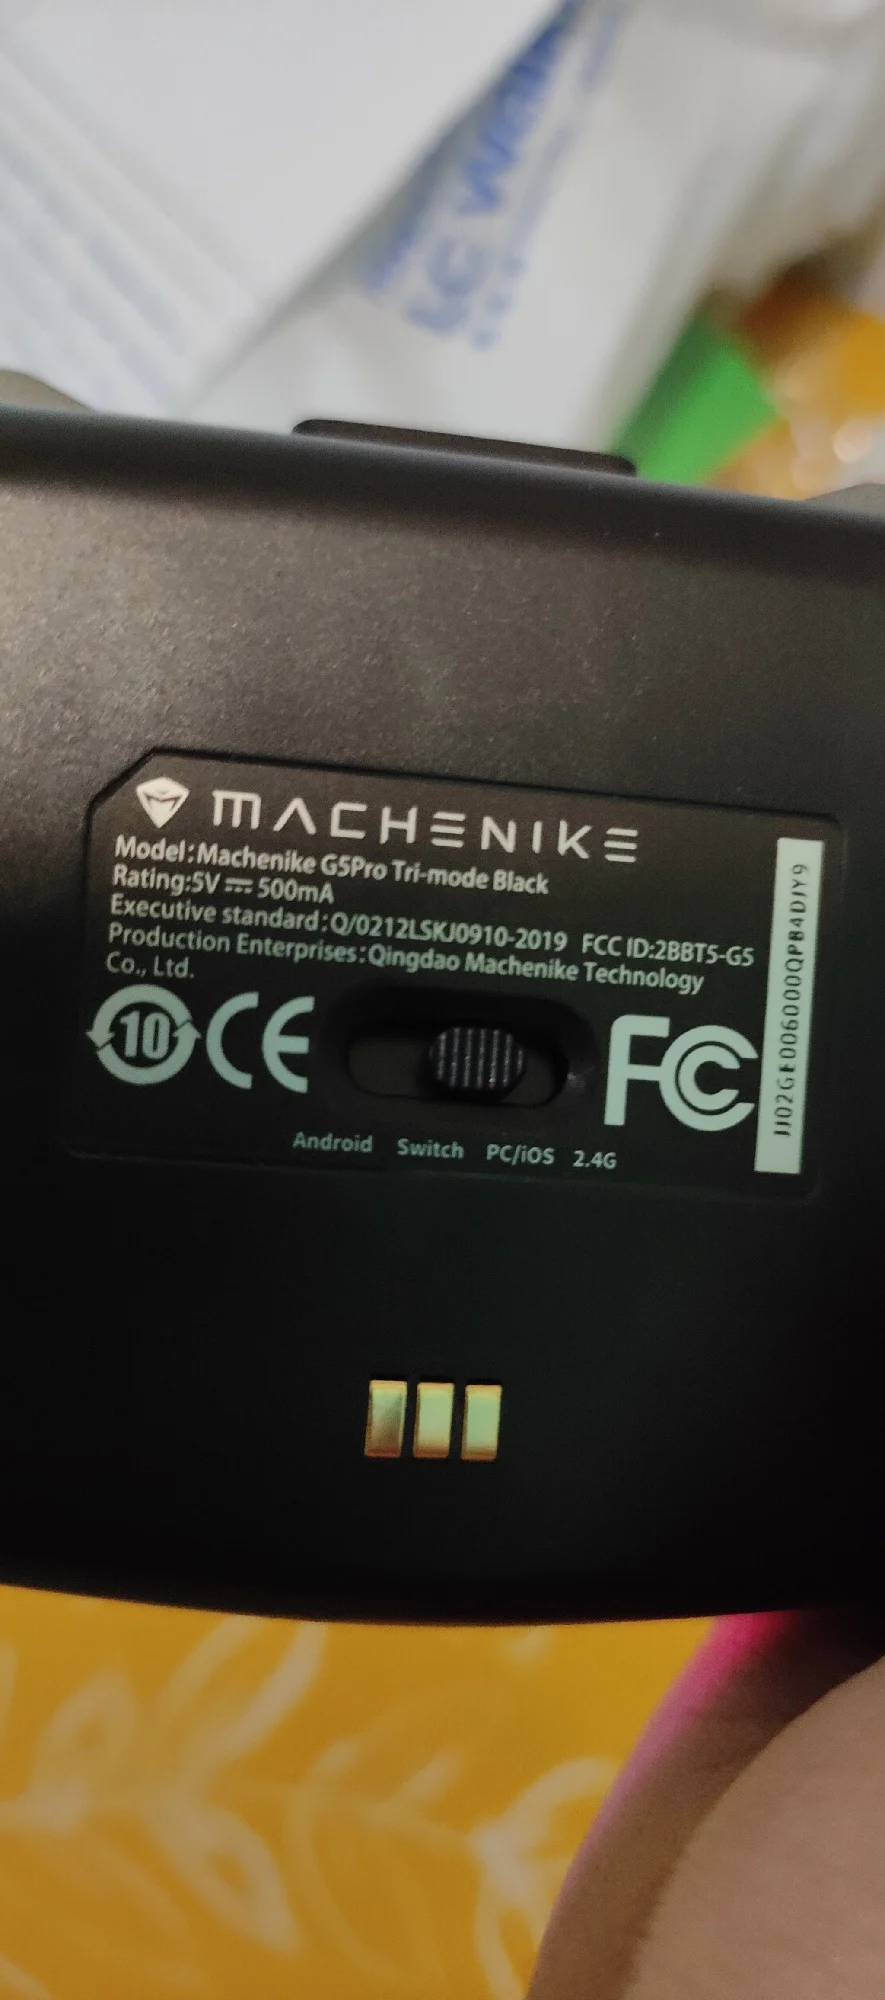 MACHENIKE
Model:Machenike G5Pro Tri-mode Black
Rating:5V 500mA
Executive standard:Q/0212LSKJ0910-2019 FCC ID:2BBT5-G5
Production Enterprises:Qingdao Machenike Technology
Co., Ltd.
10 CE FC
Android Switch PC/iOS 2.4G
JJ02GE006000QPB4DJY9